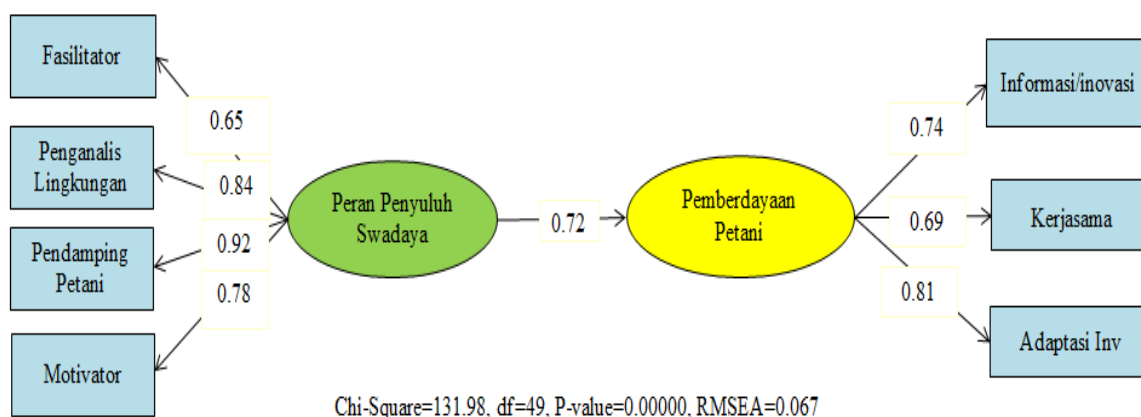 Fasilitator
Penganalis
Lingkungan
Pendamping
Petani
Motivator
0.65
0.84
0.92
0.78
Peran Penyuluh
Swadaya
0.72
Pemberdayaan
Petani
0.74
0.69
0.81
Informasi/inovasi
Kerjasama
Adaptasi Inv
Chi-Square=131.98, df=49, P-value=0.00000, RMSEA=0.067